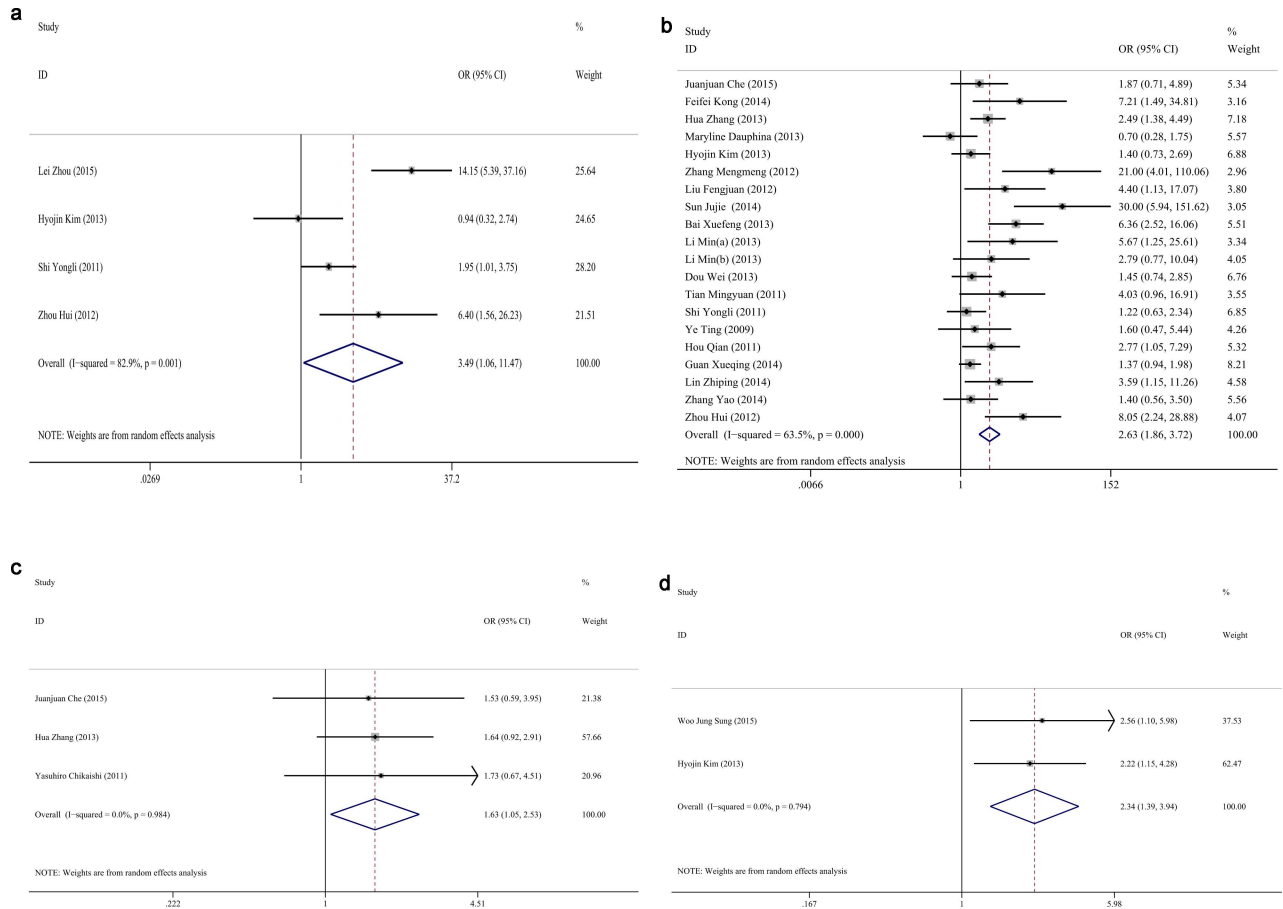 a
Study %
ID OR (95% CI) Weight
Lei Zhou (2015) 14.15 (5.39, 37.16) 25.64
Hyojin Kim (2013) 0.94 (0.32, 2.74) 24.65
Shi Yongli (2011) 1.95 (1.01, 3.75) 28.20
Zhou Hui (2012) 6.40 (1.56, 26.23) 21.51
Overall (I−squared = 82.9%, p = 0.001) 3.49 (1.06, 11.47) 100.00
NOTE: Weights are from random effects analysis
.0269 1 37.2
b
Study %
ID OR (95% CI) Weight
Juanjuan Che (2015) 1.87 (0.71, 4.89) 5.34
Feifei Kong (2014) 7.21 (1.49, 34.81) 3.16
Hua Zhang (2013) 2.49 (1.38, 4.49) 7.18
Maryline Dauphina (2013) 0.70 (0.28, 1.75) 5.57
Hyojin Kim (2013) 1.40 (0.73, 2.69) 6.88
Zhang Mengmeng (2012) 21.00 (4.01, 110.06) 2.96
Liu Fengjuan (2012) 4.40 (1.13, 17.07) 3.80
Sun Jujie (2014) 30.00 (5.94, 151.62) 3.05
Bai Xuefeng (2013) 6.36 (2.52, 16.06) 5.51
Li Min(a) (2013) 5.67 (1.25, 25.61) 3.34
Li Min(b) (2013) 2.79 (0.77, 10.04) 4.05
Dou Wei (2013) 1.45 (0.74, 2.85) 6.76
Tian Mingyuan (2011) 4.03 (0.96, 16.91) 3.55
Shi Yongli (2011) 1.22 (0.63, 2.34) 6.85
Ye Ting (2009) 1.60 (0.47, 5.44) 4.26
Hou Qian (2011) 2.77 (1.05, 7.29) 5.32
Guan Xueqing (2014) 1.37 (0.94, 1.98) 8.21
Lin Zhiping (2014) 3.59 (1.15, 11.26) 4.58
Zhang Yao (2014) 1.40 (0.56, 3.50) 5.56
Zhou Hui (2012) 8.05 (2.24, 28.88) 4.07
Overall (I−squared = 63.5%, p = 0.000) 2.63 (1.86, 3.72) 100.00
NOTE: Weights are from random effects analysis
.0066 1 152
c
Study %
ID OR (95% CI) Weight
Juanjuan Che (2015) 1.53 (0.59, 3.95) 21.38
Hua Zhang (2013) 1.64 (0.92, 2.91) 57.66
Yasuhiro Chikaishi (2011) 1.73 (0.67, 4.51) 20.96
Overall (I−squared = 0.0%, p = 0.984) 1.63 (1.05, 2.53) 100.00
NOTE: Weights are from random effects analysis
.222 1 4.51
d
Study %
ID OR (95% CI) Weight
Woo Jung Sung (2015) 2.56 (1.10, 5.98) 37.53
Hyojin Kim (2013) 2.22 (1.15, 4.28) 62.47
Overall (I−squared = 0.0%, p = 0.794) 2.34 (1.39, 3.94) 100.00
NOTE: Weights are from random effects analysis
.167 1 5.98